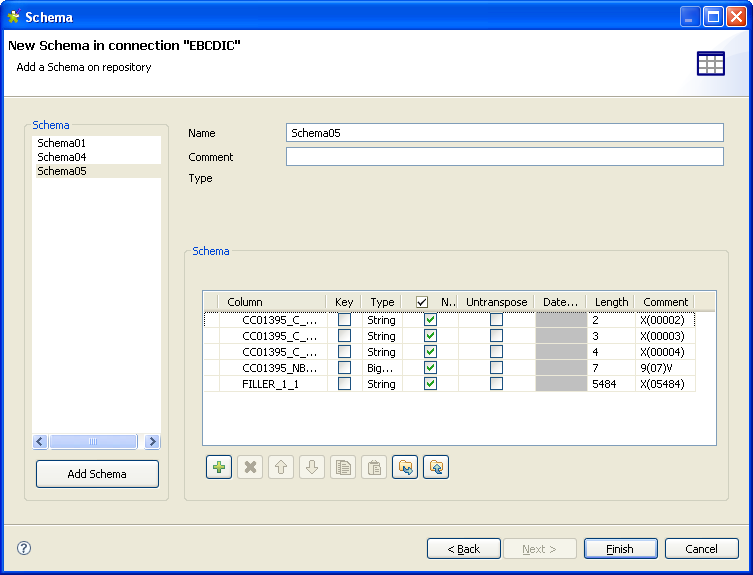 Schema
New Schema in connection "EBCDIC"
Add a Schema on repository
Schema
Schema01
Schema04
Schema05
Add Schema
Name Schema05
Comment
Type
Schema
Column Key Type N.. Untranspose Date... Length Comment
CC01395_C_... String 2 X(00002)
CC01395_C_... String 3 X(00003)
CC01395_C_... String 4 X(00004)
CC01395_NB... Big... 7 9(07)V
FILLER_1_1 String 5484 X(05484)
? < Back Next > Finish Cancel